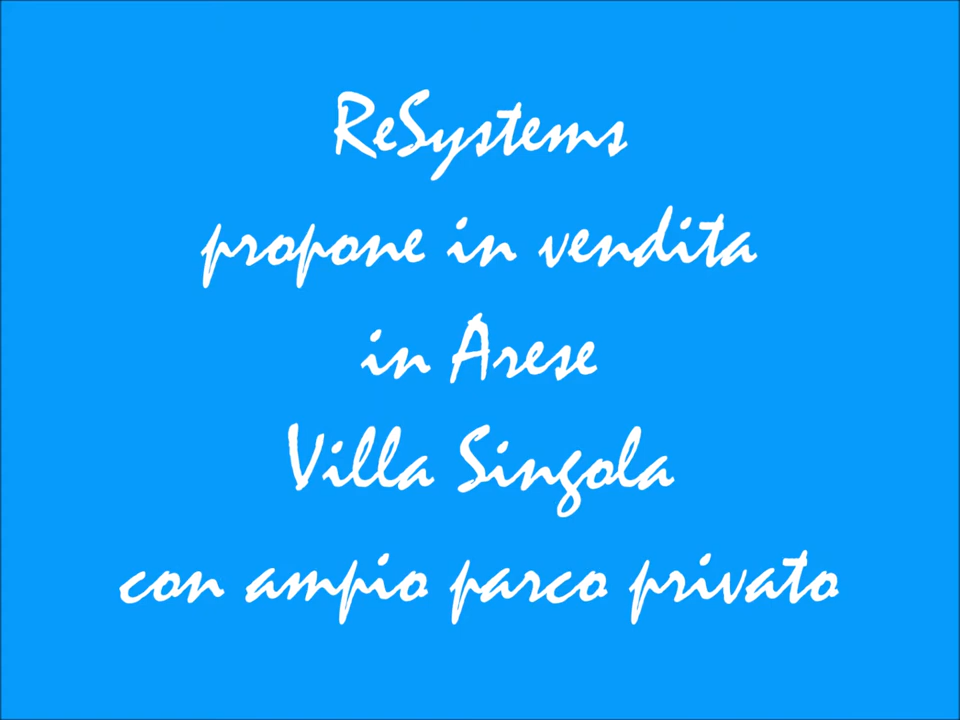 ReSystems
propone in vendita
in Arese
Villa Singola
con ampio parco privato